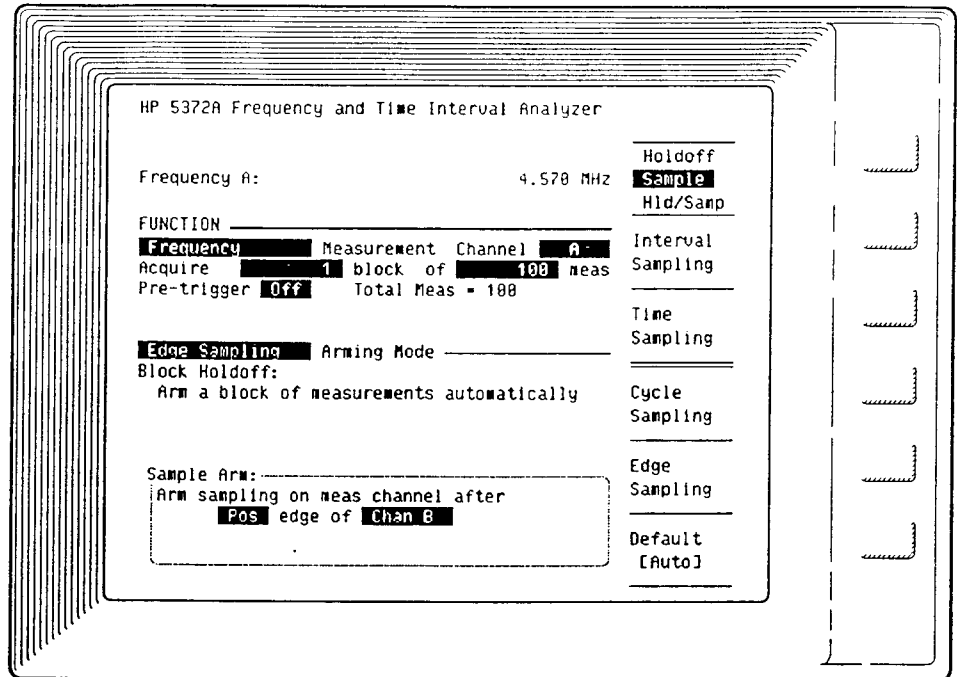 HP 5372A Frequency and Time Interval Analyzer
Frequency A: 4.570 MHz
FUNCTION
Frequency Measurement Channel A
Acquire 1 block of 100 meas
Pre-trigger Off Total Meas = 100
Edge Sampling Arming Mode
Block Holdoff:
Arm a block of measurements automatically
Sample Arm:
Arm sampling on meas channel after
Pos edge of Chan B
Holdoff
Sample
Hld/Samp
Interval
Sampling
Time
Sampling
Cycle
Sampling
Edge
Sampling
Default
[Auto]